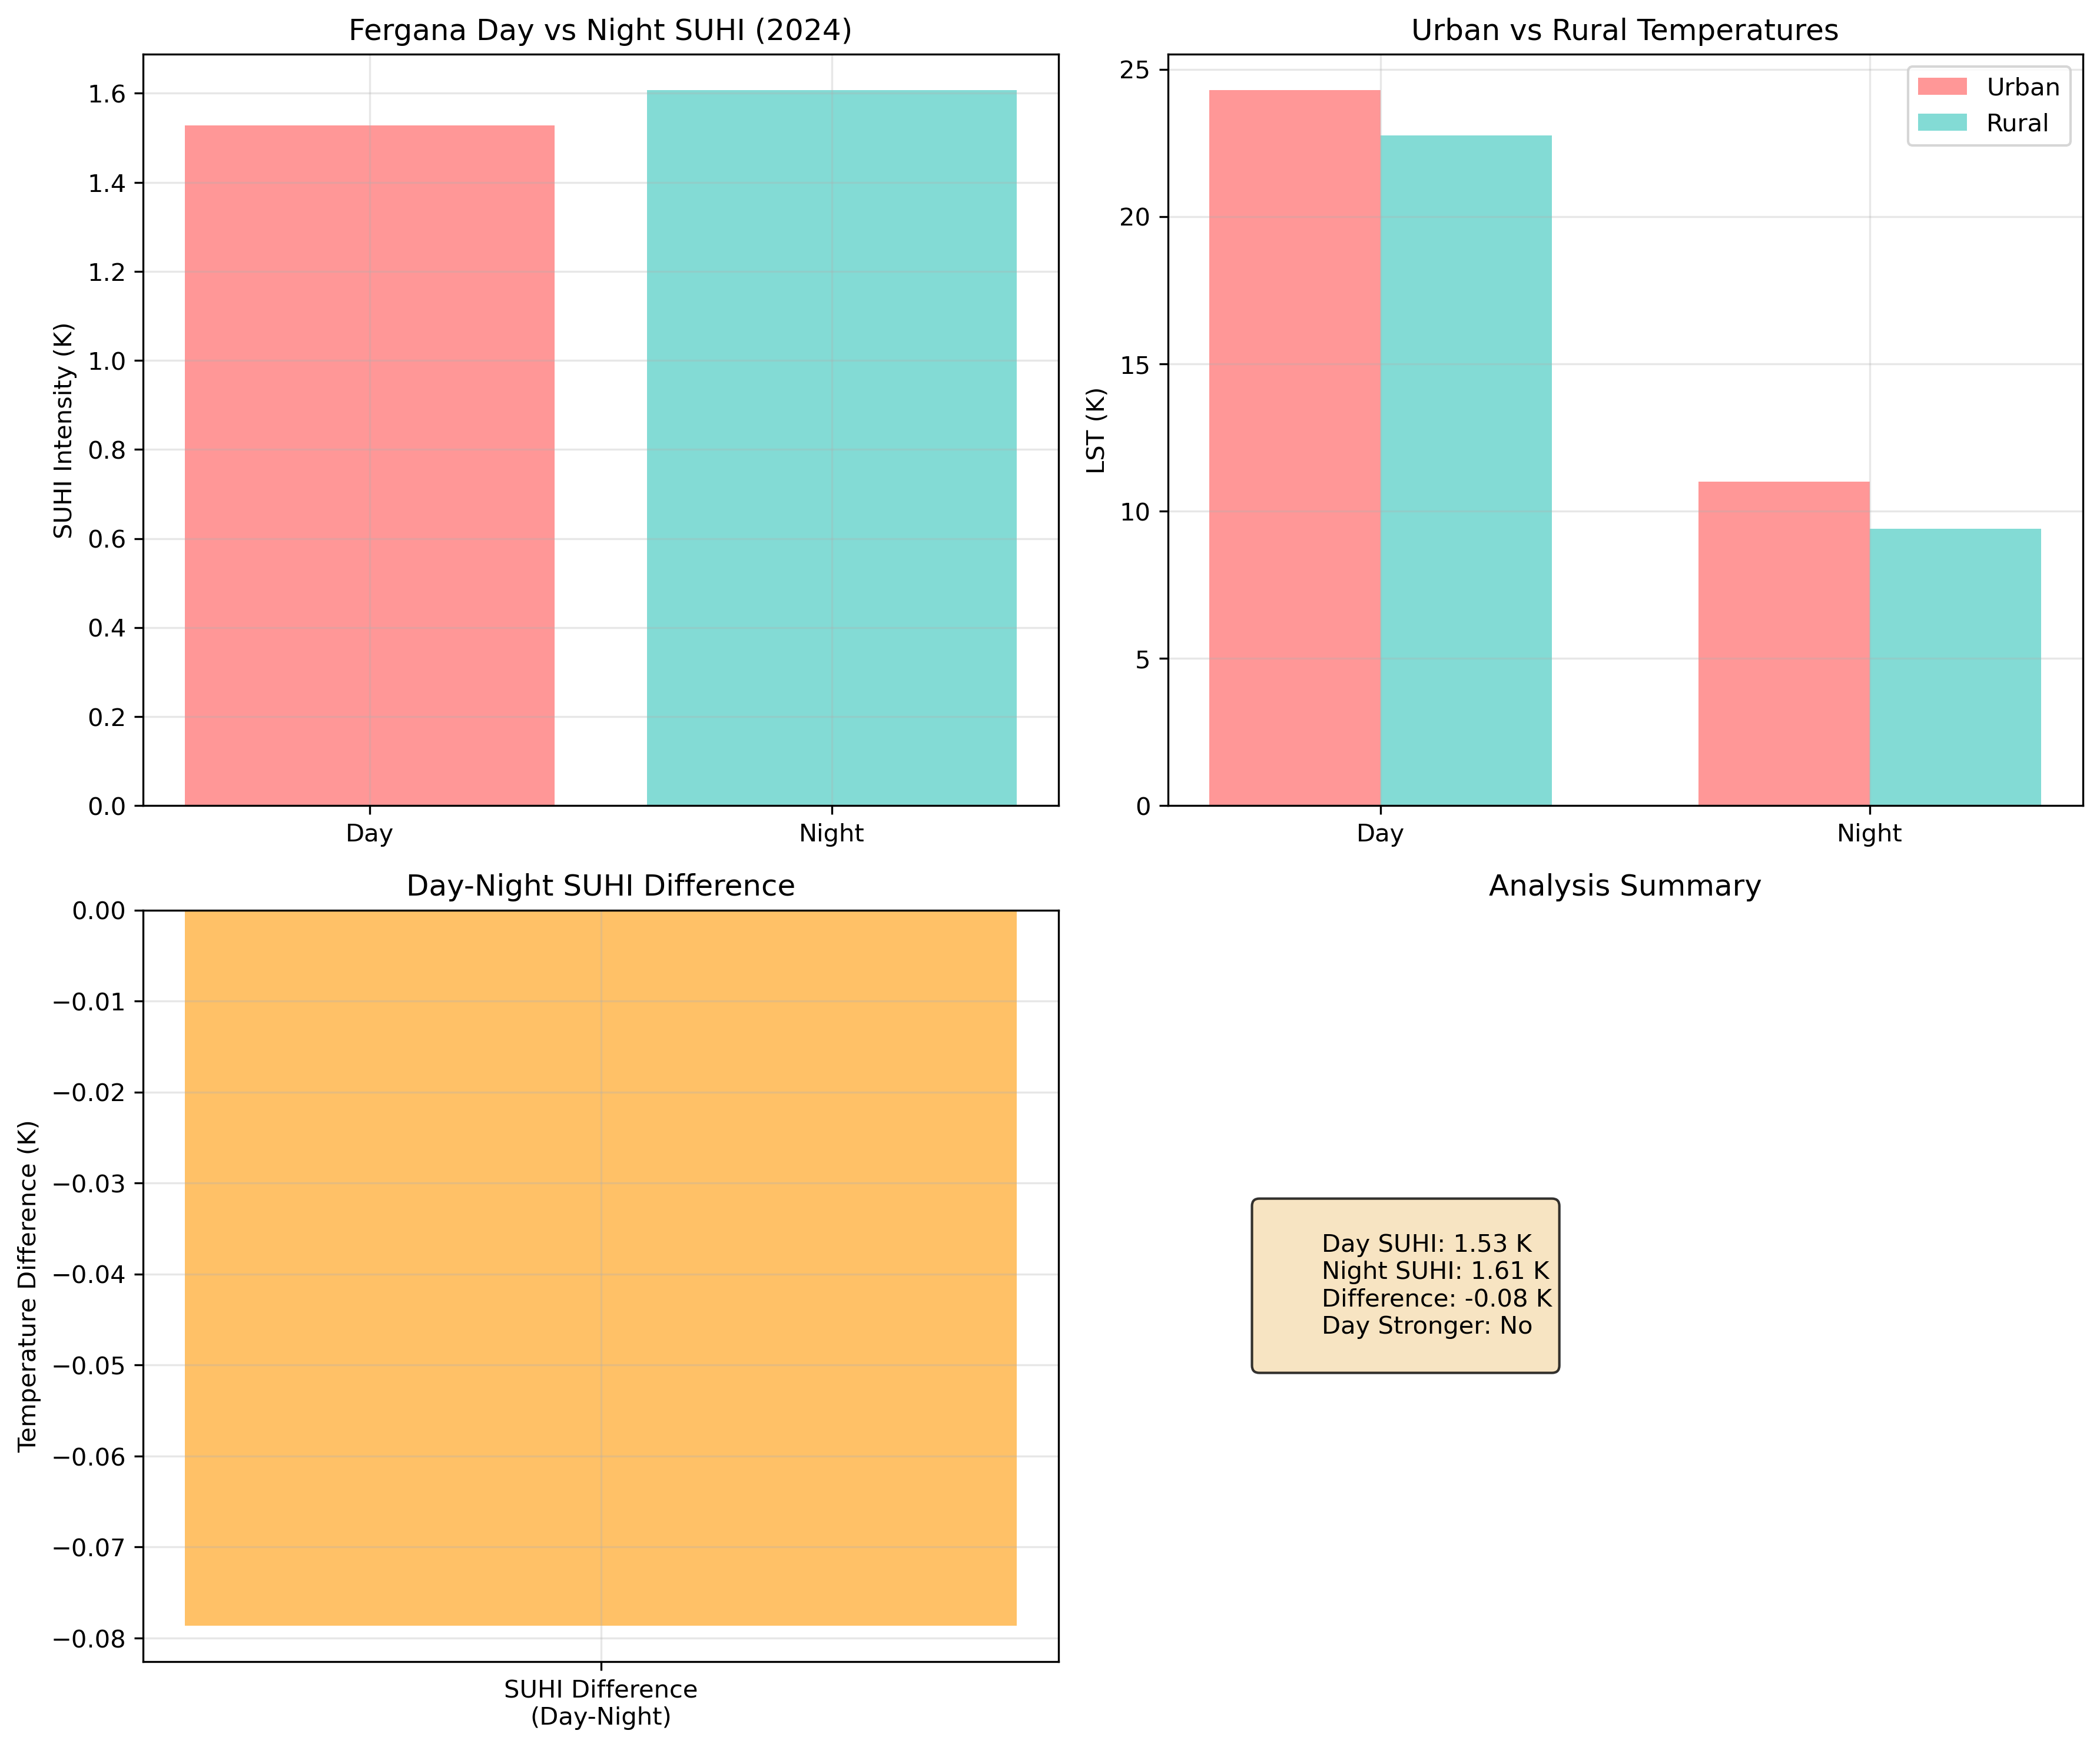 Fergana Day vs Night SUHI (2024)
SUHI Intensity (K)
1.6
1.4
1.2
1.0
0.8
0.6
0.4
0.2
0.0
Day
Night
Urban vs Rural Temperatures
LST (K)
25
20
15
10
5
0
Day
Night
Urban
Rural
Day-Night SUHI Difference
Temperature Difference (K)
0.00
−0.01
−0.02
−0.03
−0.04
−0.05
−0.06
−0.07
−0.08
SUHI Difference
(Day-Night)
Analysis Summary
Day SUHI: 1.53 K
Night SUHI: 1.61 K
Difference: -0.08 K
Day Stronger: No